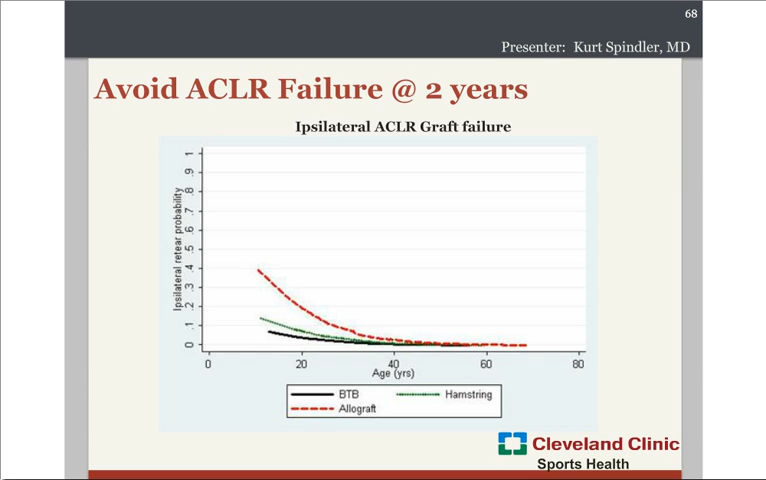 68
Presenter: Kurt Spindler, MD
Avoid ACLR Failure @ 2 years
Ipsilateral ACLR Graft failure
Ipsilateral retear probability
1
.9
.8
.7
.6
.5
.4
.3
.2
.1
0
0 20 40 60 80
Age (yrs)
BTB Hamstring
Allograft
Cleveland Clinic
Sports Health